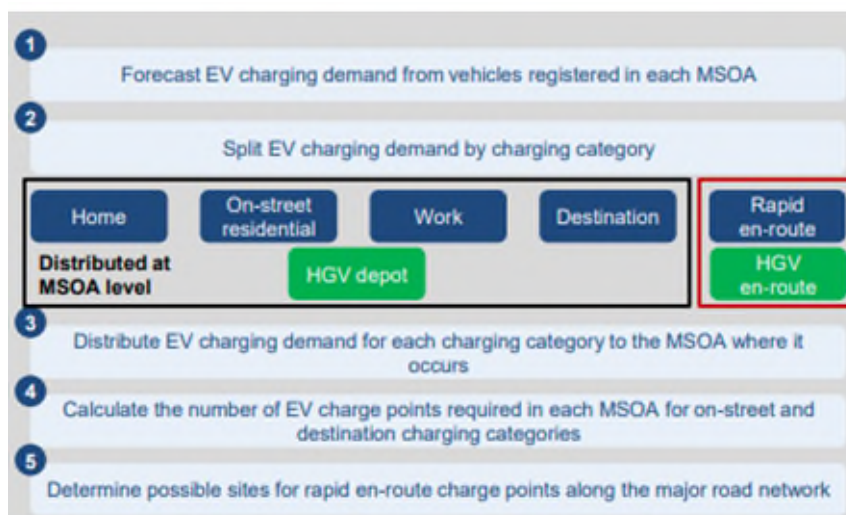 1
Forecast EV charging demand from vehicles registered in each MSOA
2
Split EV charging demand by charging category
Home
On-street
residential
Work
Destination
Rapid
en-route
Distributed at
MSOA level
HGV depot
HGV
en-route
3
Distribute EV charging demand for each charging category to the MSOA where it
occurs
4
Calculate the number of EV charge points required in each MSOA for on-street and
destination charging categories
5
Determine possible sites for rapid en-route charge points along the major road network